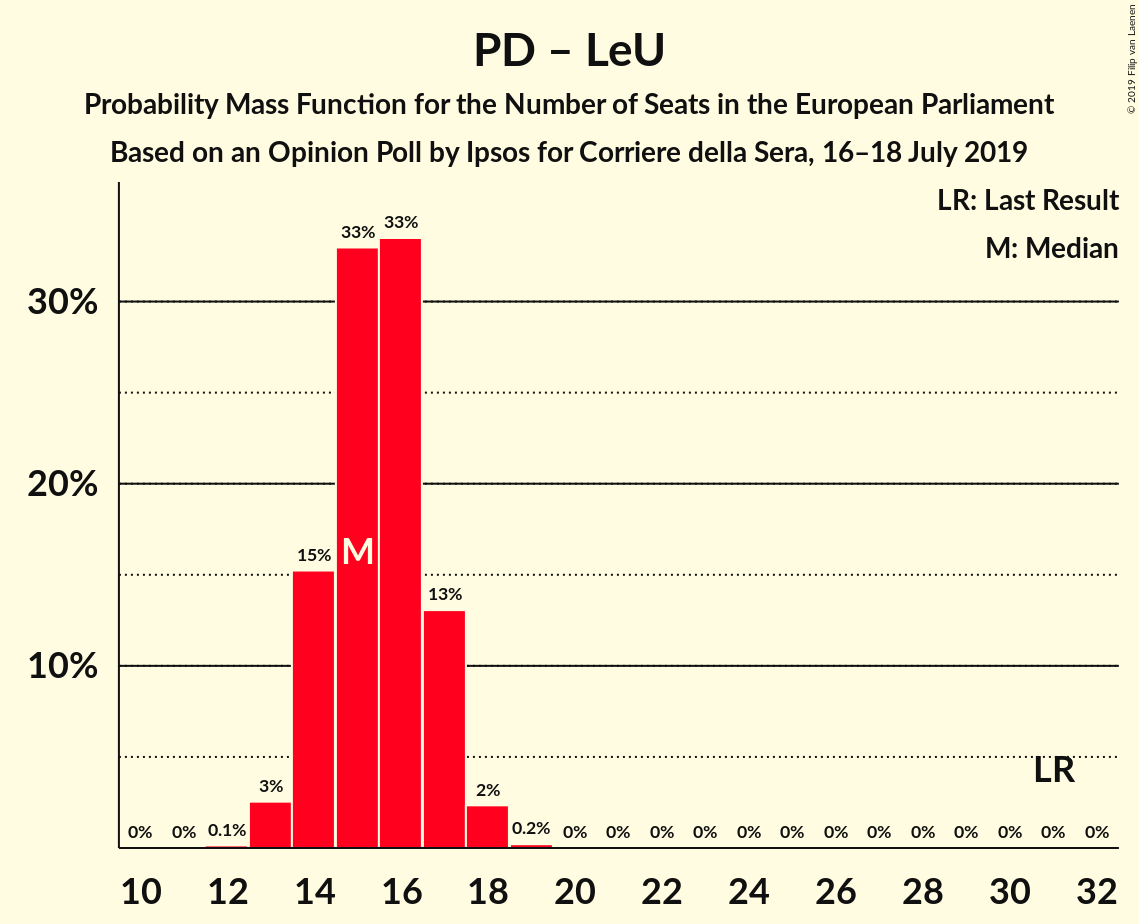 PD – LeU
Probability Mass Function for the Number of Seats in the European Parliament
Based on an Opinion Poll by Ipsos for Corriere della Sera, 16–18 July 2019
© 2019 Filip van Laenen
LR: Last Result
M: Median
30%
20%
10%
0% 0% 0.1% 3% 15% 33% 33% 13% 2% 0.2% 0% 0% 0% 0% 0% 0% 0% 0% 0% 0% 0% 0% 0%
M
LR
10 12 14 16 18 20 22 24 26 28 30 32